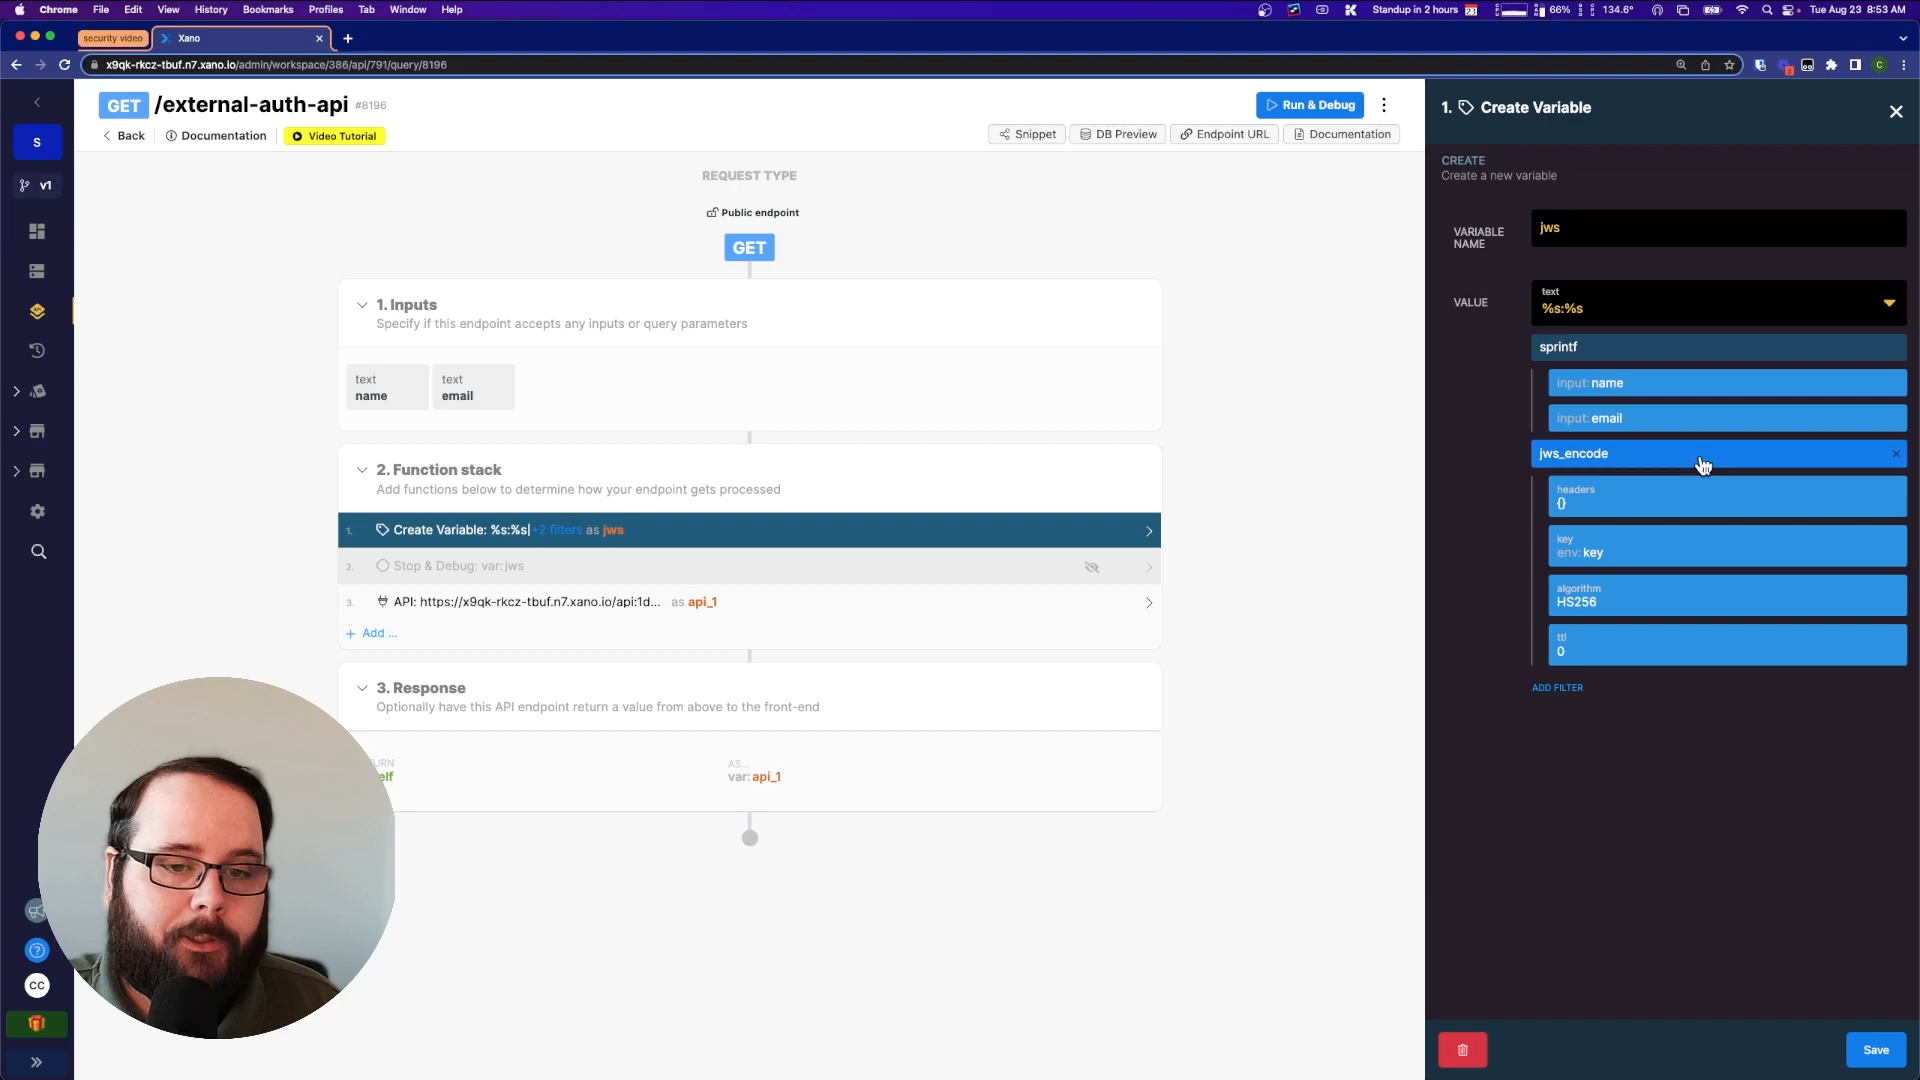 Chrome File Edit View History Bookmarks Profiles Tab Window Help
Standup in 2 hours 66% 134.6° Tue Aug 23 8:53 AM
security video
Xano
x9qk-rkcz-tbuf.n7.xano.io/admin/workspace/386/api/791/query/8196
S
v1
CC
GET /external-auth-api #8196
Run & Debug
Back
Documentation
Video Tutorial
Snippet
DB Preview
Endpoint URL
Documentation
REQUEST TYPE
Public endpoint
GET
1. Inputs
Specify if this endpoint accepts any inputs or query parameters
text
name
text
email
2. Function stack
Add functions below to determine how your endpoint gets processed
1. Create Variable: %s:%s|+2 filters as jws
2. Stop & Debug: var:jws
3. API: https://x9qk-rkcz-tbuf.n7.xano.io/api:1d... as api_1
+ Add ...
3. Response
Optionally have this API endpoint return a value from above to the front-end
URN
elf
AS...
var: api_1
1. Create Variable
CREATE
Create a new variable
VARIABLE
NAME
jws
VALUE
text
%s:%s
sprintf
input: name
input: email
jws_encode
headers
{}
key
env: key
algorithm
HS256
ttl
0
ADD FILTER
Save